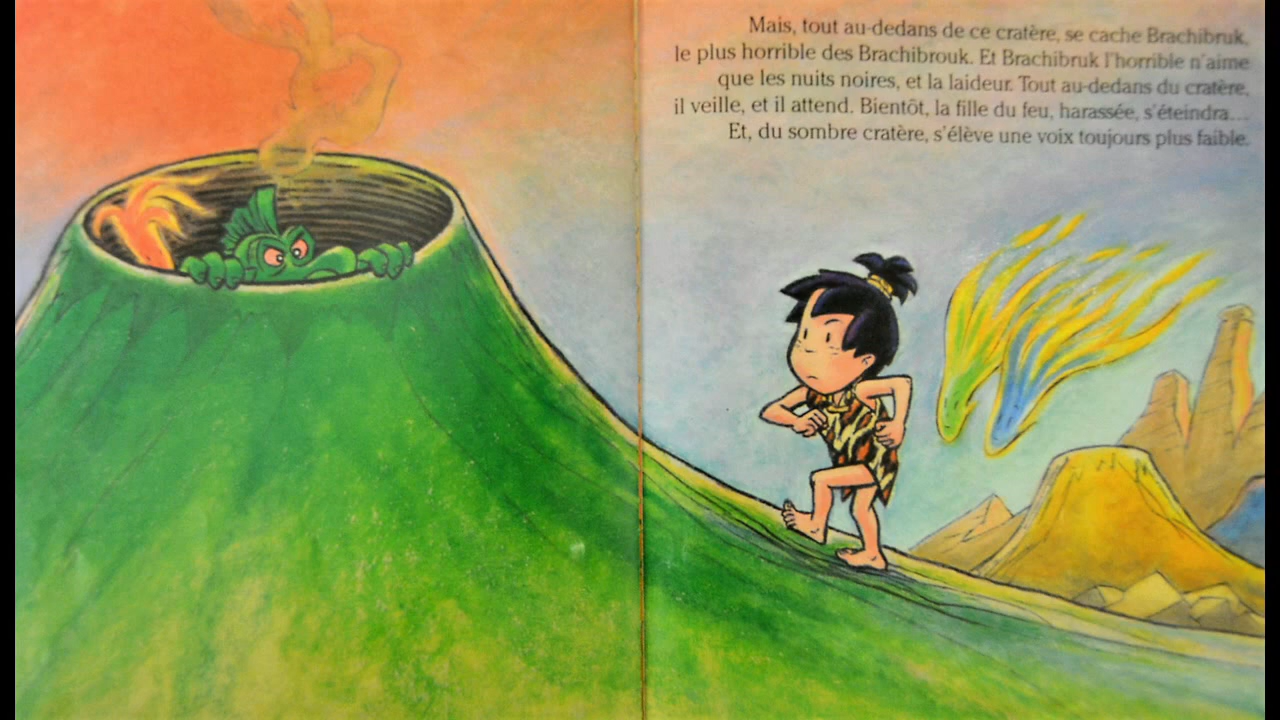 Mais, tout au-dedans de ce cratère, se cache Brachibruk,
le plus horrible des Brachibrouk. Et Brachibruk l'horrible n'aime
que les nuits noires, et la laideur. Tout au-dedans du cratère,
il veille, et il attend. Bientôt, la fille du feu, harassée, s'éteindra...
Et, du sombre cratère, s'élève une voix toujours plus faible.